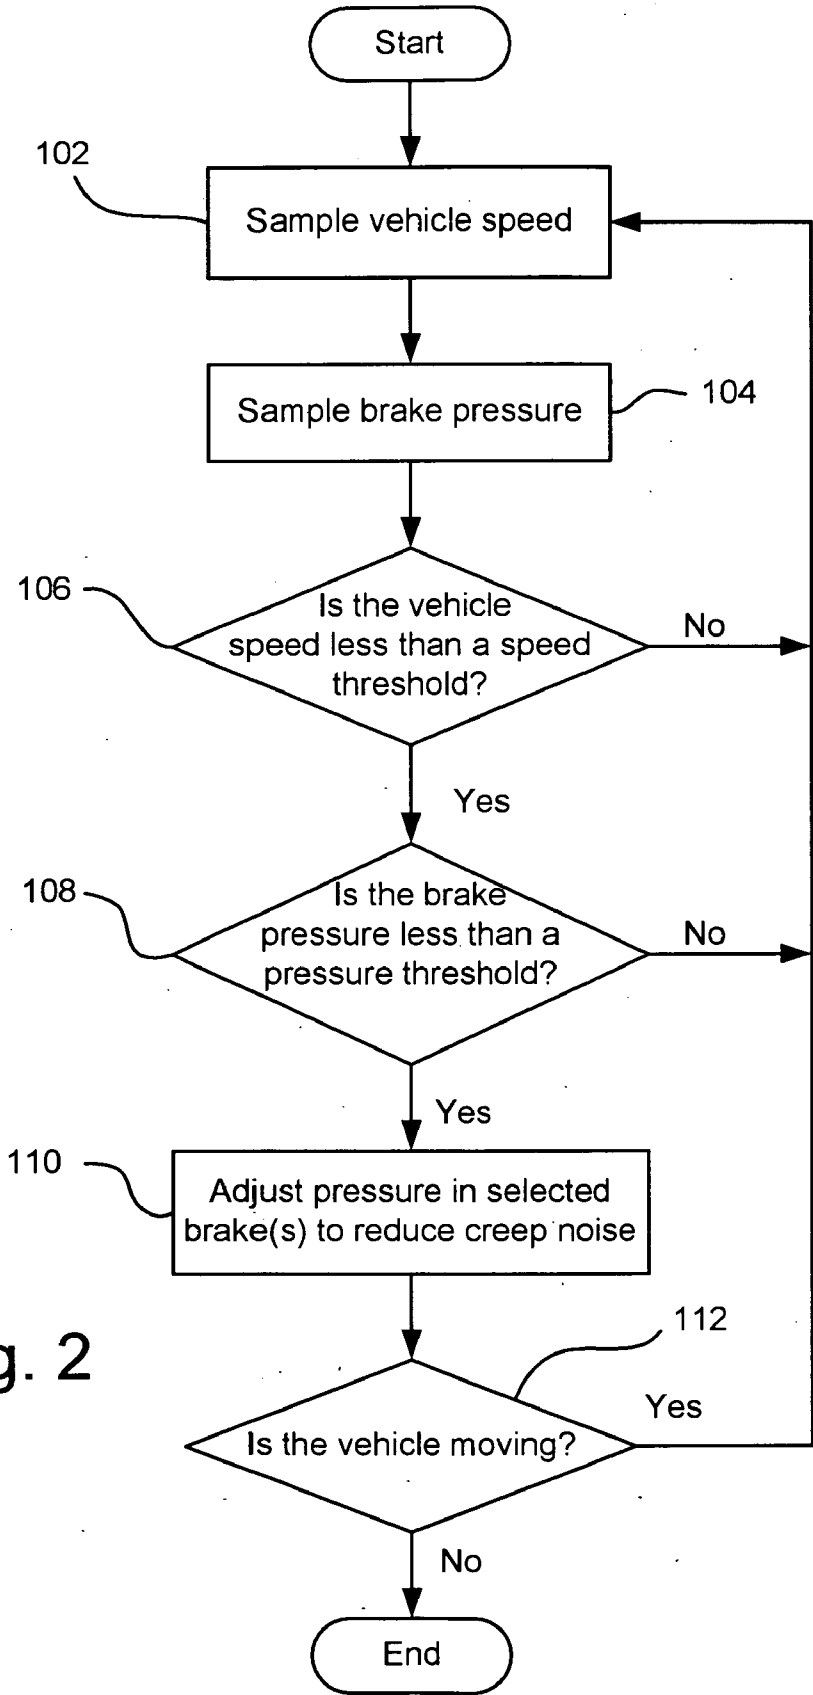 Start
102
Sample vehicle speed
Sample brake pressure
104
106
Is the vehicle
speed less than a speed
threshold?
No
Yes
108
Is the brake
pressure less than a
pressure threshold?
No
Yes
110
Adjust pressure in selected
brake(s) to reduce creep noise
g. 2
112
Is the vehicle moving?
Yes
No
End